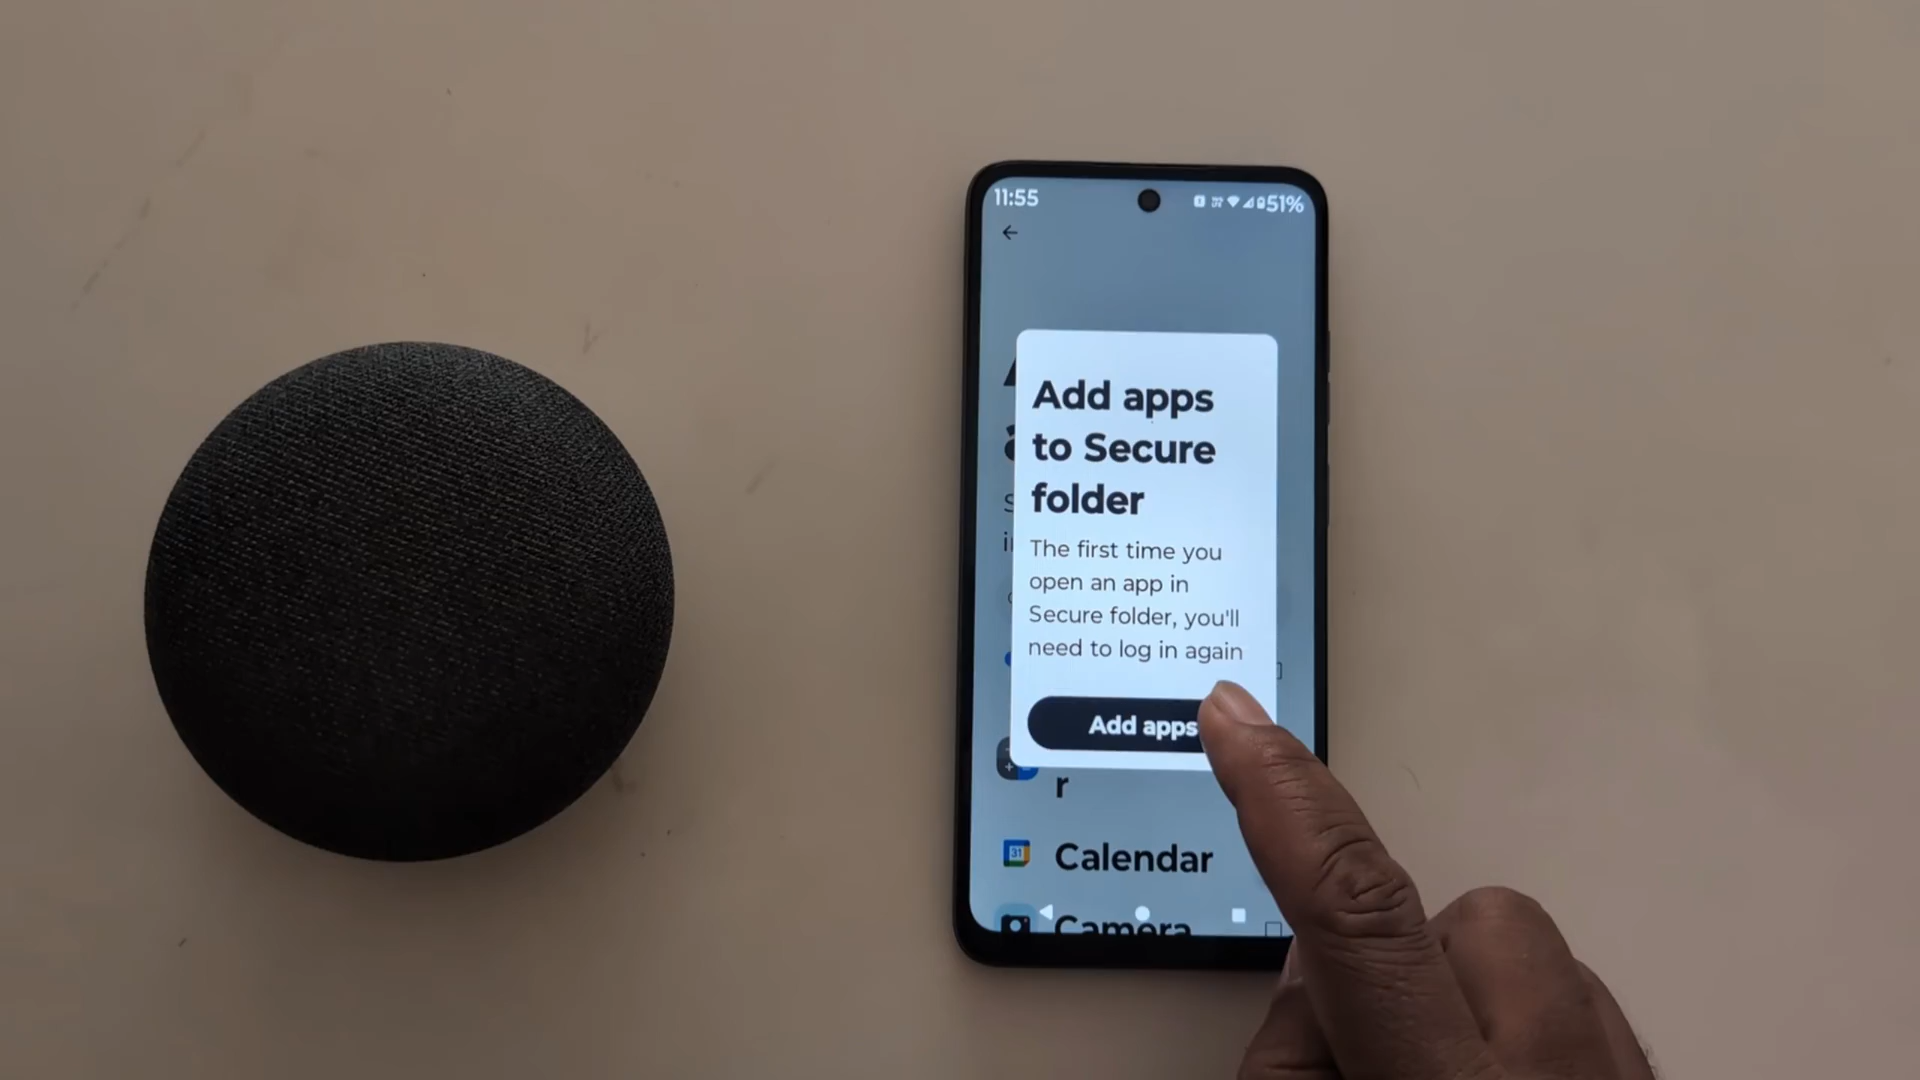 11:55
51%
Add apps
to Secure
folder
The first time you
open an app in
Secure folder, you'll
need to log in again
Add apps
r
31
Calendar
Camera